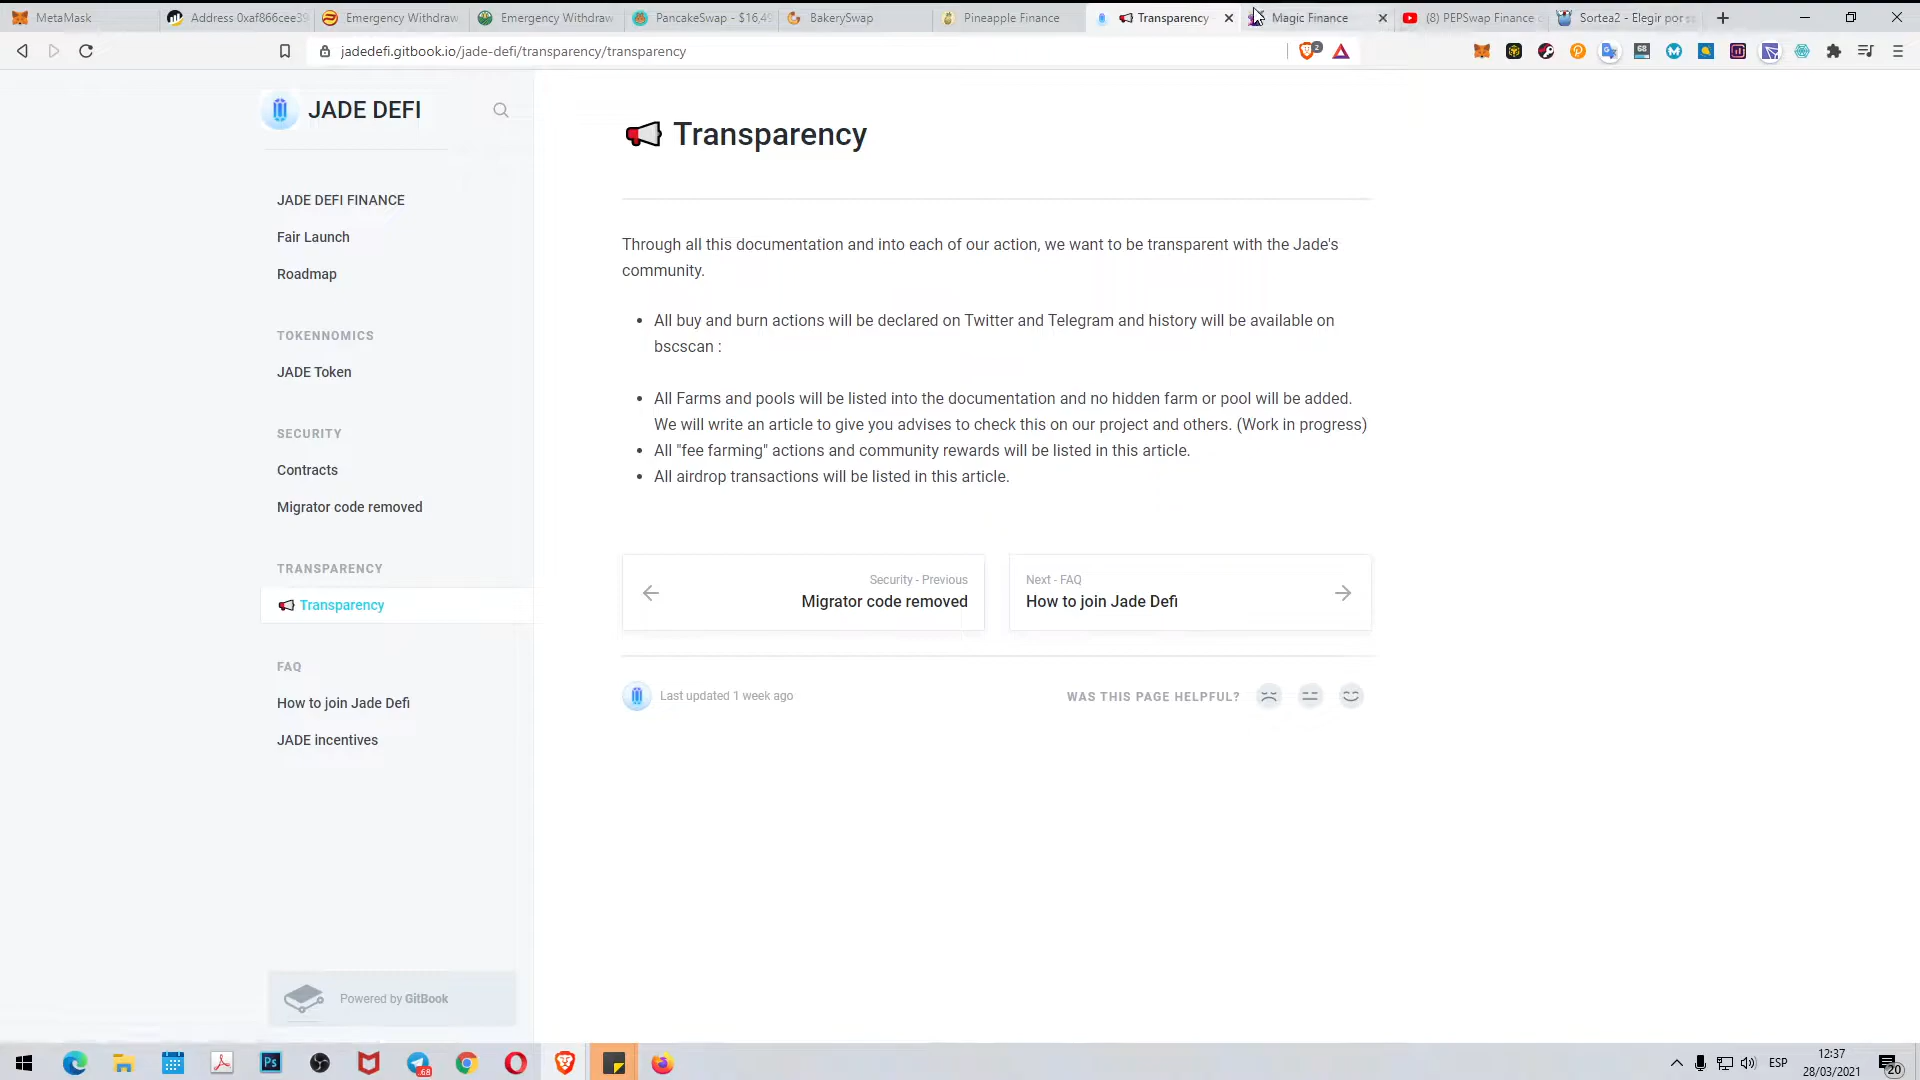 MetaMask
Address 0xaf866cee39
Emergency Withdraw
Emergency Withdraw
PancakeSwap - $16,49
BakerySwap
Pineapple Finance
Transparency
Magic Finance
(8) PEPSwap Finance
Sortea2 - Elegir por
jadedefi.gitbook.io/jade-defi/transparency/transparency
2
68
JADE DEFI
JADE DEFI FINANCE
Fair Launch
Roadmap
TOKENNOMICS
JADE Token
SECURITY
Contracts
Migrator code removed
TRANSPARENCY
Transparency
FAQ
How to join Jade Defi
JADE incentives
Powered by GitBook
Transparency
Through all this documentation and into each of our action, we want to be transparent with the Jade's
community.
• All buy and burn actions will be declared on Twitter and Telegram and history will be available on
bscscan :
• All Farms and pools will be listed into the documentation and no hidden farm or pool will be added.
We will write an article to give you advises to check this on our project and others. (Work in progress)
• All "fee farming" actions and community rewards will be listed in this article.
• All airdrop transactions will be listed in this article.
Security - Previous
Migrator code removed
Next - FAQ
How to join Jade Defi
Last updated 1 week ago
WAS THIS PAGE HELPFUL?
Ps
68
ESP
12:37
28/03/2021
20